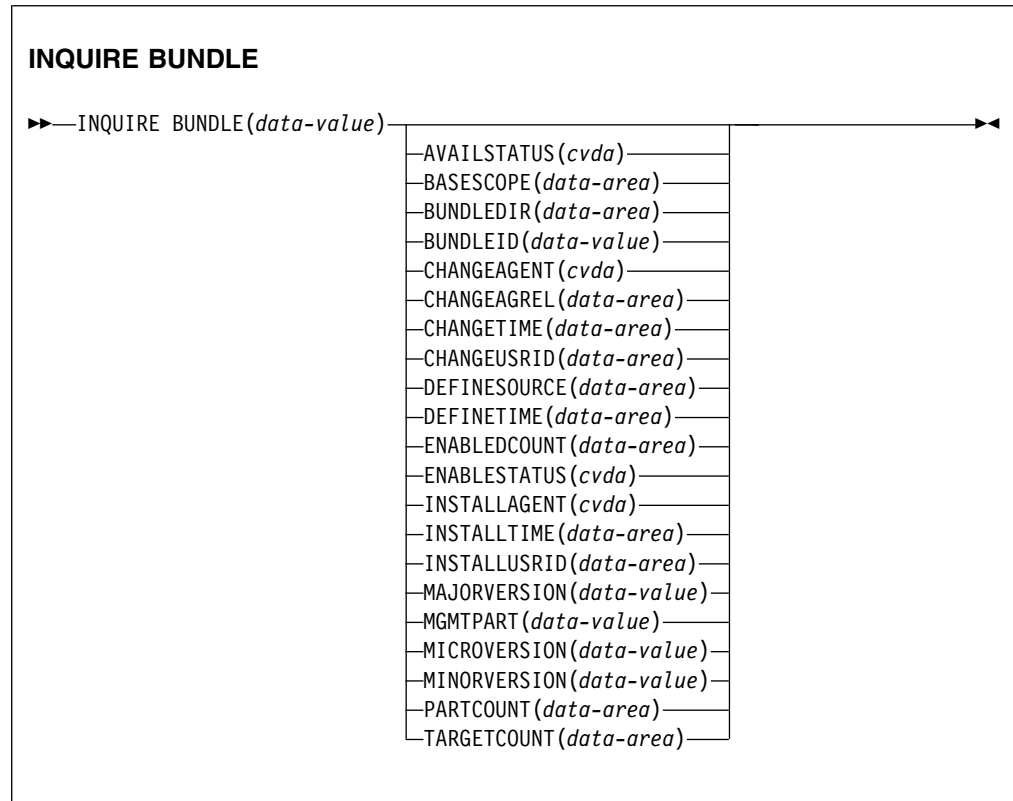 INQUIRE BUNDLE
INQUIRE BUNDLE(data-value)
AVAILSTATUS(cvda)
BASESCOPE(data-area)
BUNDLEDIR(data-area)
BUNDLEID(data-value)
CHANGEAGENT(cvda)
CHANGEAGREL(data-area)
CHANGETIME(data-area)
CHANGEUSRID(data-area)
DEFINESOURCE(data-area)
DEFINETIME(data-area)
ENABLEDCOUNT(data-area)
ENABLESTATUS(cvda)
INSTALLAGENT(cvda)
INSTALLTIME(data-area)
INSTALLUSRID(data-area)
MAJORVERSION(data-value)
MGMTPART(data-value)
MICROVERSION(data-value)
MINORVERSION(data-value)
PARTCOUNT(data-area)
TARGETCOUNT(data-area)